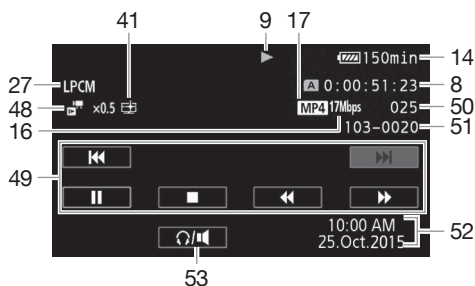 41 9 17
150min 14
27 LPCM A 0:00:51:23 8
48 ×0.5 MP4 17Mbps 025 50
16 103-0020 51
49
10:00 AM
25.Oct.2015 52
53